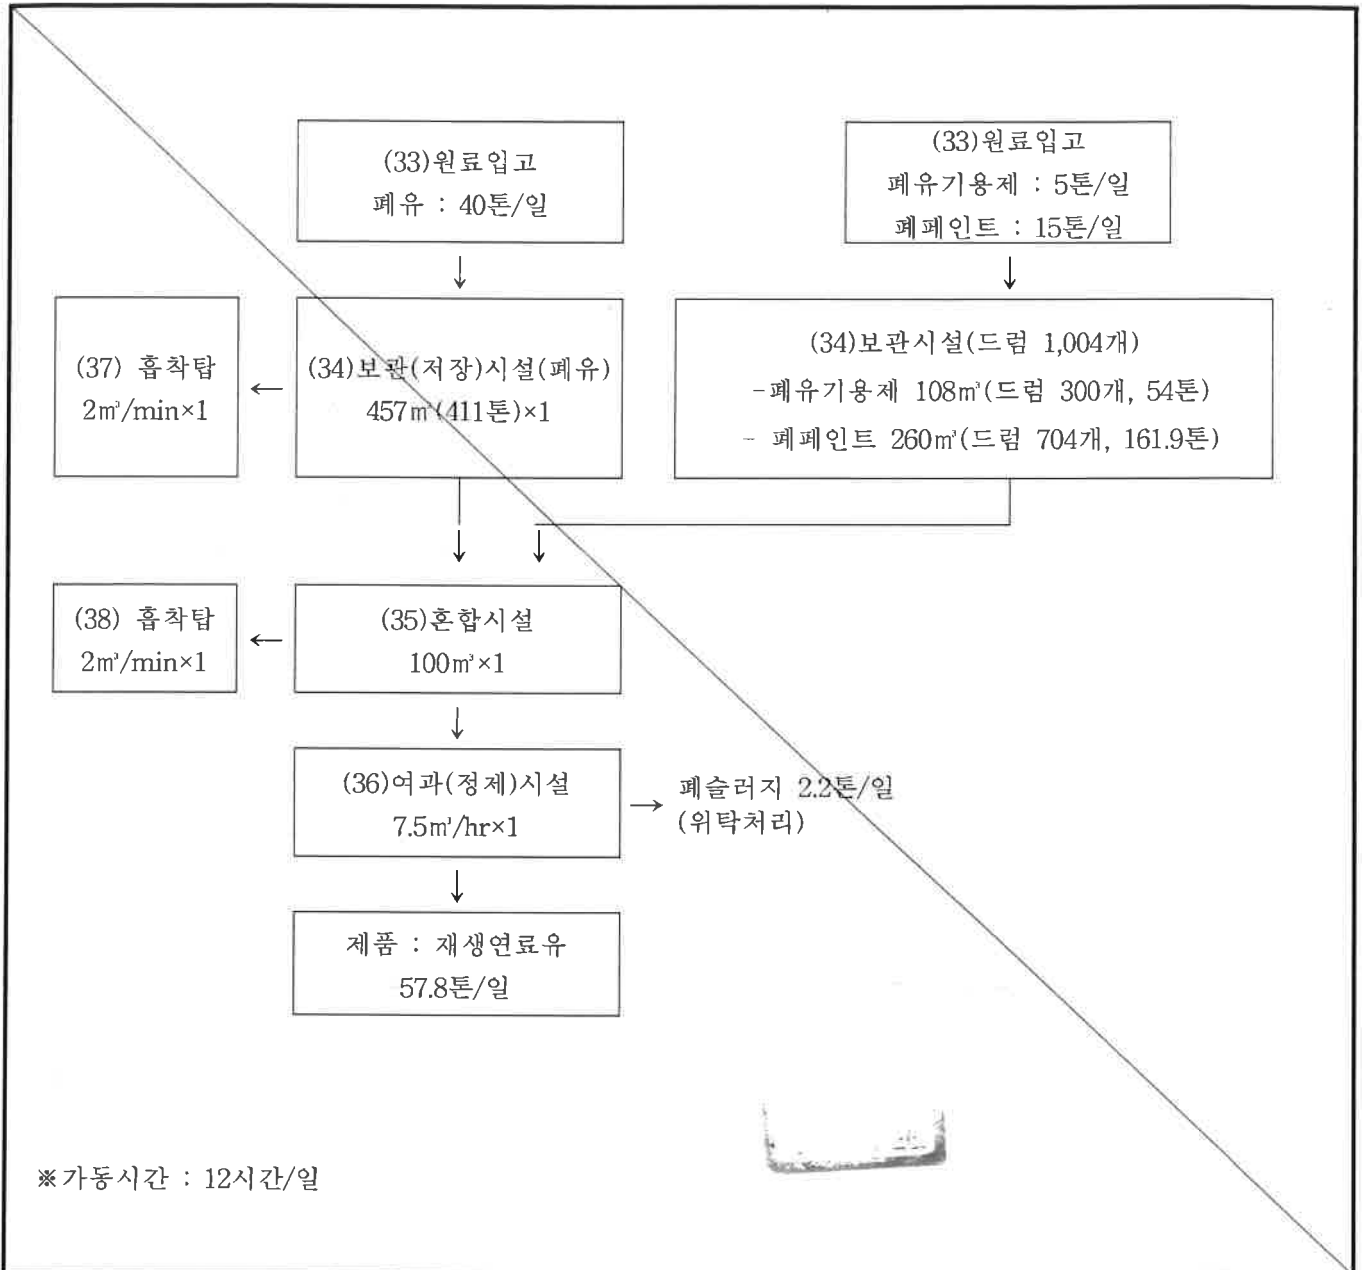 (33)원료입고
폐유 : 40톤/일
(33)원료입고
폐유기용제 : 5톤/일
폐페인트 : 15톤/일
(37) 흡착탑
2㎥/min×1
(34)보관(저장)시설(폐유)
457㎥(411톤)×1
(34)보관시설(드럼 1,004개)
-폐유기용제 108㎥(드럼 300개, 54톤)
- 폐페인트 260㎥(드럼 704개, 161.9톤)
(38) 흡착탑
2㎥/min×1
(35)혼합시설
100㎥×1
(36)여과(정제)시설
7.5㎥/hr×1
폐슬러지 2.2톤/일
(위탁처리)
제품 : 재생연료유
57.8톤/일
※가동시간 : 12시간/일